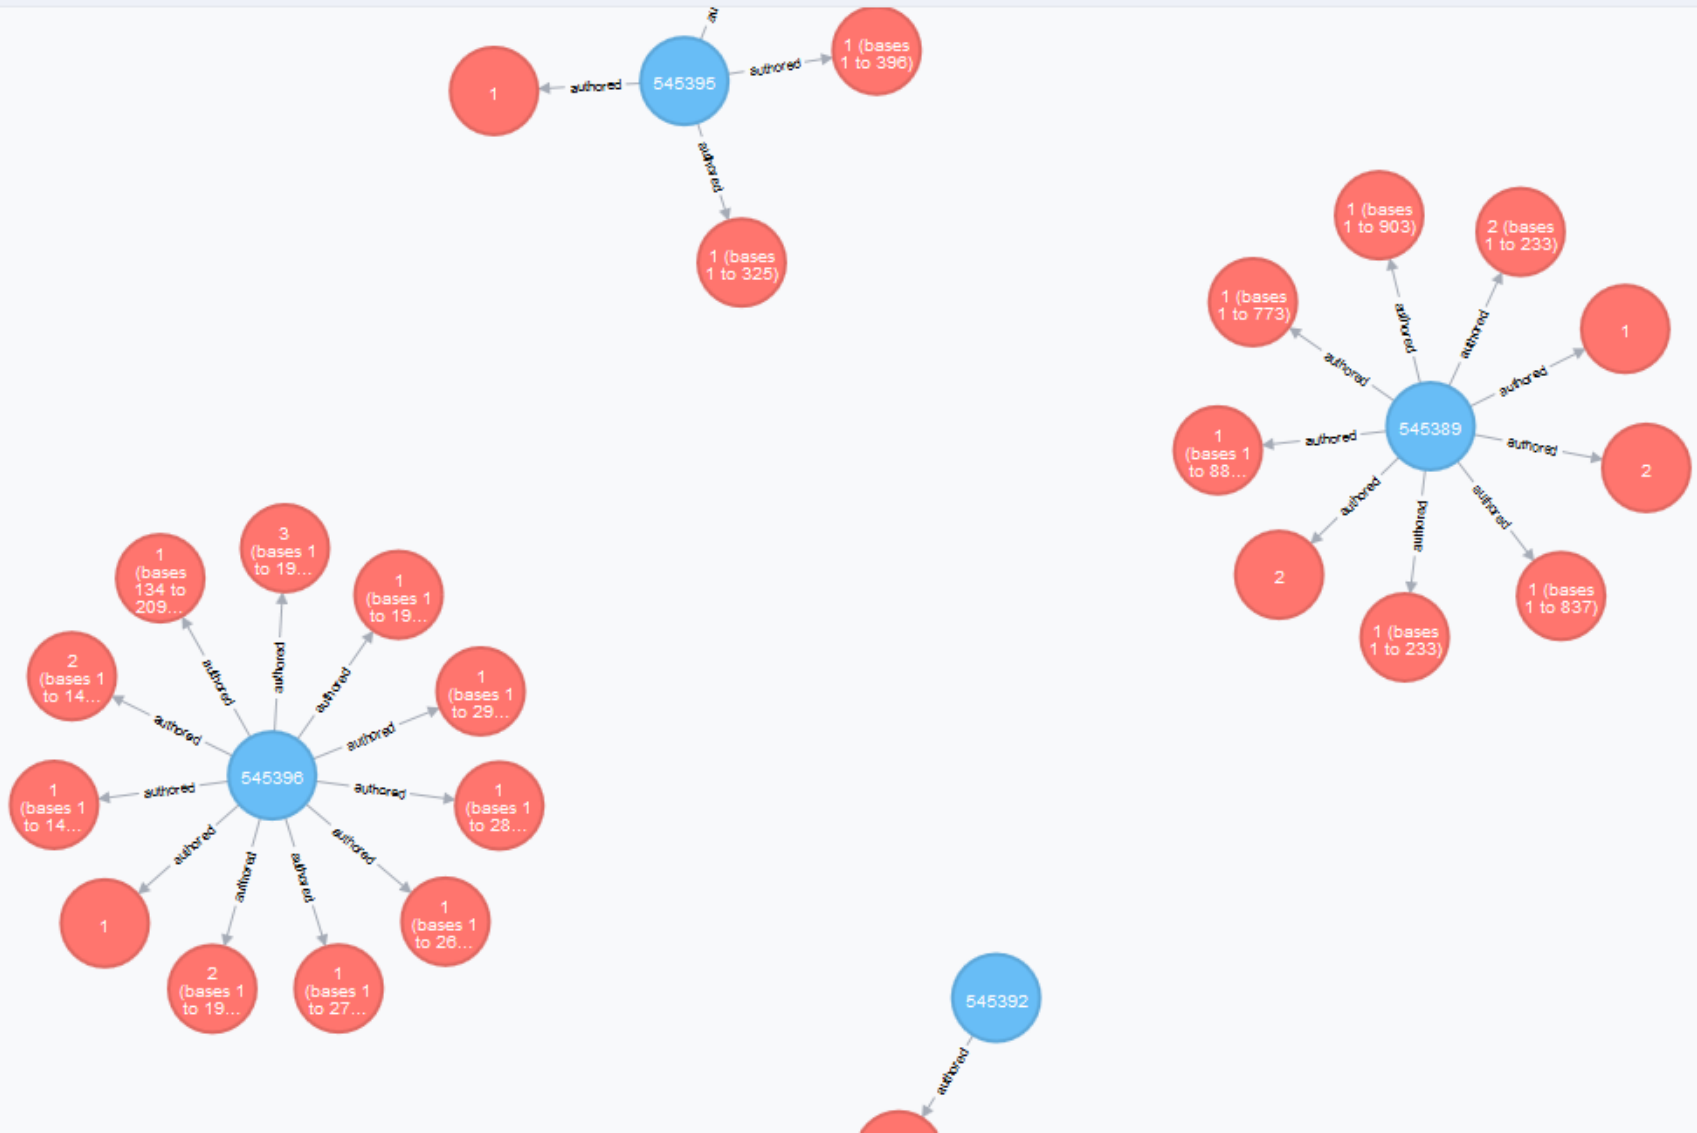 au
1 (bases
1 to 396)
authored
545395
authored
1
authored
1 (bases
1 to 325)
1 (bases
1 to 903)
2 (bases
1 to 233)
1 (bases
1 to 773)
1
authored
authored
authored
authored
545389
1
(bases 1
to 88...
authored
authored
2
authored
authored
authored
2
1 (bases
1 to 837)
1 (bases
1 to 233)
3
(bases 1
to 19...
1
(bases
134 to
209...
1
(bases 1
to 19...
2
(bases 1
to 14...
1
(bases 1
to 29...
authored
authored
authored
authored
authored
545396
1
(bases 1
to 14...
authored
authored
1
(bases 1
to 28...
authored
authored
authored
authored
1
1
(bases 1
to 26...
2
(bases 1
to 19...
1
(bases 1
to 27...
545392
authored